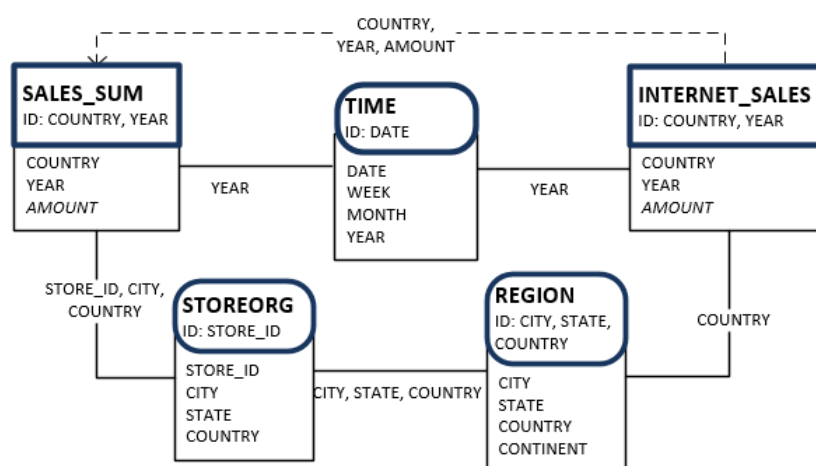 COUNTRY,
YEAR, AMOUNT
SALES_SUM
ID: COUNTRY, YEAR
COUNTRY
YEAR
AMOUNT
YEAR
TIME
ID: DATE
DATE
WEEK
MONTH
YEAR
YEAR
INTERNET_SALES
ID: COUNTRY, YEAR
COUNTRY
YEAR
AMOUNT
STORE_ID, CITY,
COUNTRY
STOREORG
ID: STORE_ID
STORE_ID
CITY
STATE
COUNTRY
CITY, STATE, COUNTRY
REGION
ID: CITY, STATE,
COUNTRY
CITY
STATE
COUNTRY
CONTINENT
COUNTRY